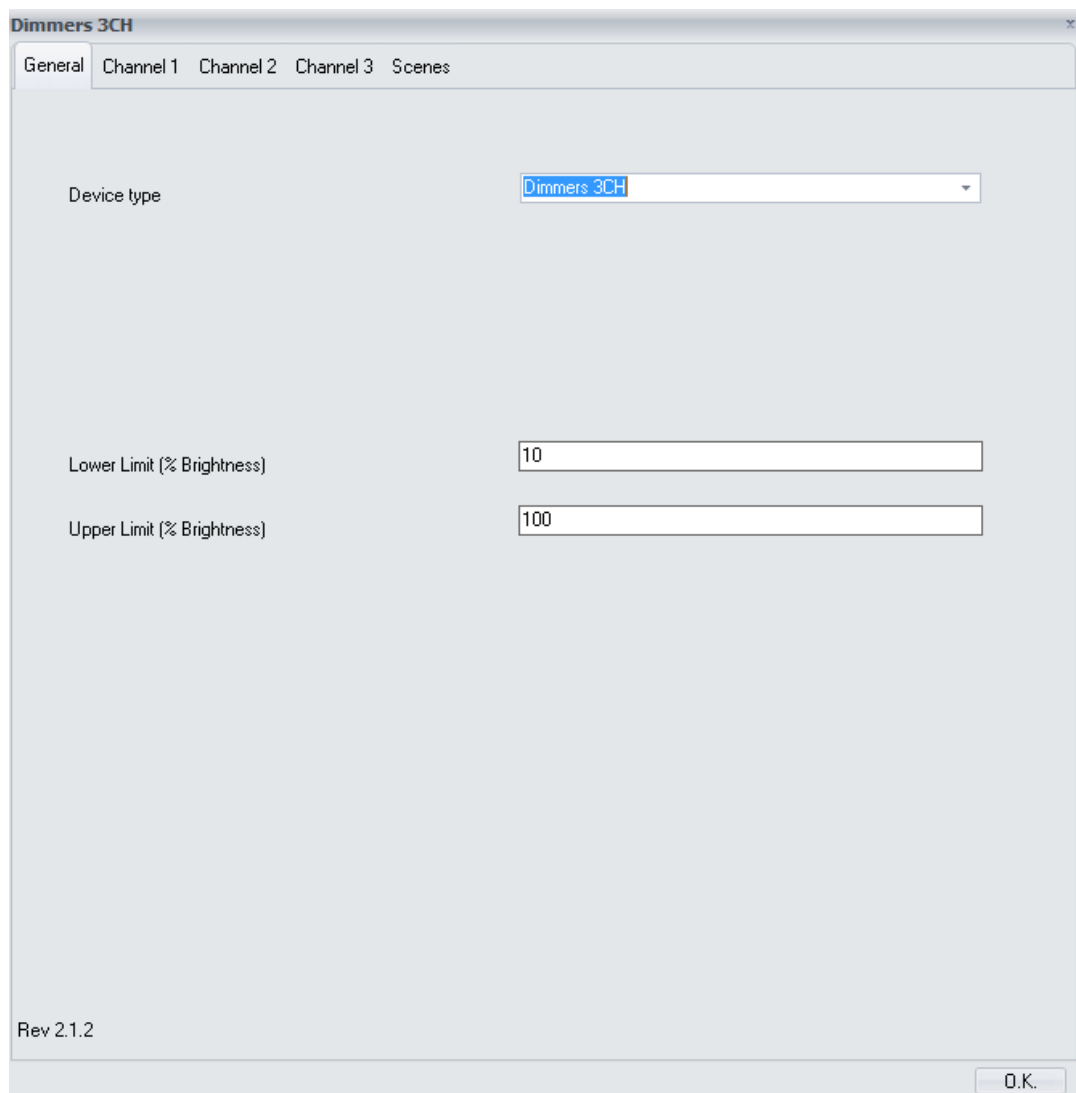 Dimmers 3CH x
General Channel 1 Channel 2 Channel 3 Scenes
Device type Dimmers 3CH
Lower Limit (% Brightness) 10
Upper Limit (% Brightness) 100
Rev 2.1.2
O.K.